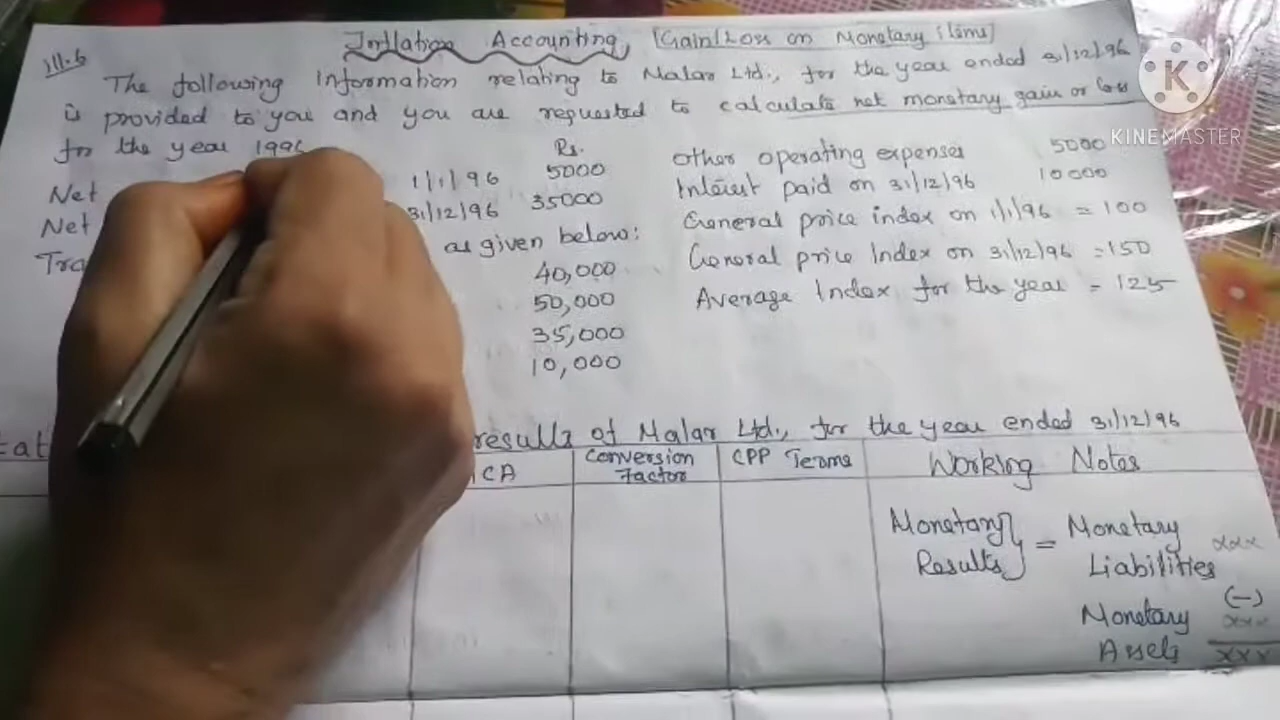 Ill.6
Inflation Accounting [Gain/Loss on Monetary Items]
The following information relating to Malar Ltd., for the year ended 31/12/96
is provided to you and you are requested to calculate net monetary gain or loss
for the year 1996
Rs.
Net 1/1/96 5000
Net 31/12/96 35000
as given below:
40,000
50,000
35,000
10,000
Other operating expenses 5000
Interest paid on 31/12/96 10000
General price index on 1/1/96 = 100
General price Index on 31/12/96 = 150
Average Index for the year = 125
KINEMASTER
results of Malar Ltd., for the year ended 31/12/96
CA Conversion Factor CPP Terms Working Notes
Monetary Results } = Monetary Liabilities xxx
(-)
Monetary Assets xxx
xxx